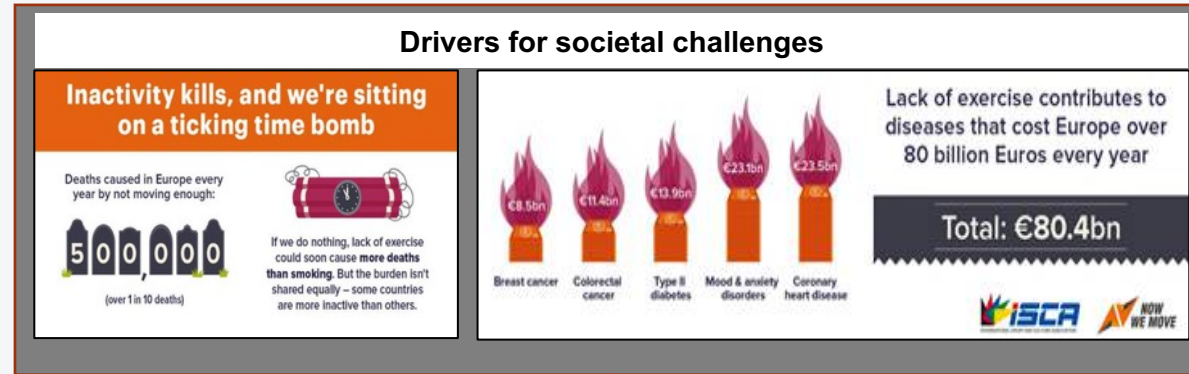 Drivers for societal challenges
Inactivity kills, and we're sitting
on a ticking time bomb
Deaths caused in Europe every
year by not moving enough:
500,000
(over 1 in 10 deaths)
If we do nothing, lack of exercise
could soon cause more deaths
than smoking. But the burden isn't
shared equally – some countries
are more inactive than others.
€8.5bn
€11.4bn
€13.9bn
€23.1bn
€23.5bn
Breast cancer
Colorectal
cancer
Type II
diabetes
Mood & anxiety
disorders
Coronary
heart disease
Lack of exercise contributes to
diseases that cost Europe over
80 billion Euros every year
Total: €80.4bn
ISCA
INTERNATIONAL SPORT AND CULTURE ASSOCIATION
NOW
WE MOVE